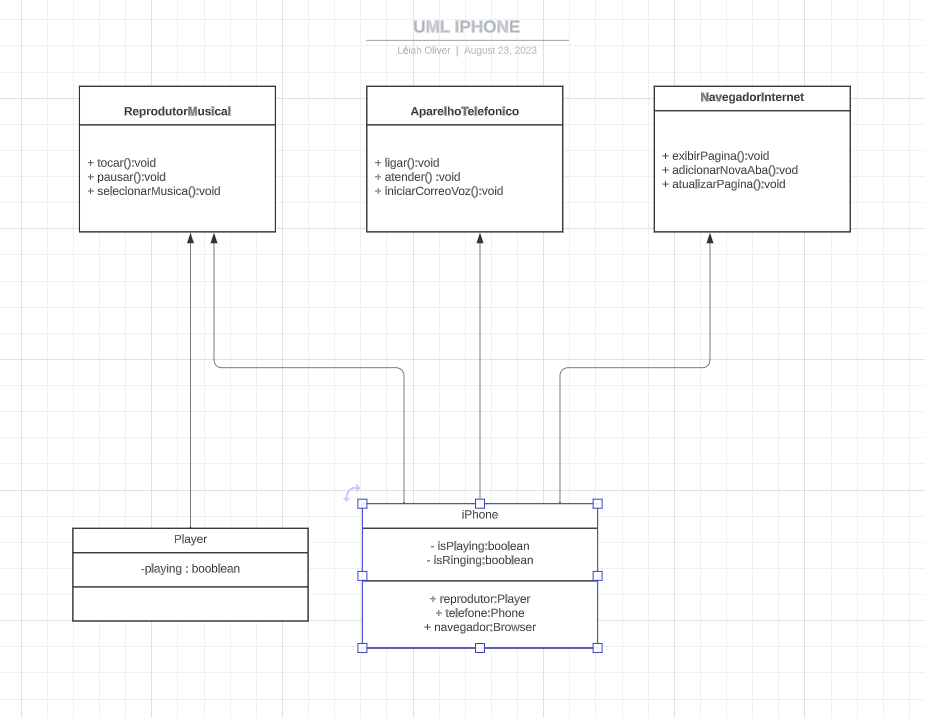 UML IPHONE
Léiah Oliver | August 23, 2023
ReprodutorMusical
+ tocar():void
+ pausar():void
+ selecionarMusica():void
AparelhoTelefonico
+ ligar():void
+ atender() :void
+ iniciarCorreoVoz():void
NavegadorInternet
+ exibirPagina():void
+ adicionarNovaAba():vod
+ atualizarPagina():void
Player
-playing : booblean
iPhone
- isPlaying:boolean
- isRinging:booblean
+ reprodutor:Player
+ telefone:Phone
+ navegador:Browser